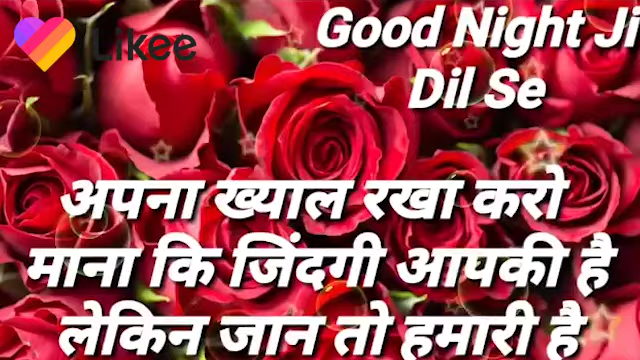 Likee
Good Night Ji
Dil Se
अपना ख्याल रखा करो
माना कि जिंदगी आपकी है
लेकिन जान तो हमारी है